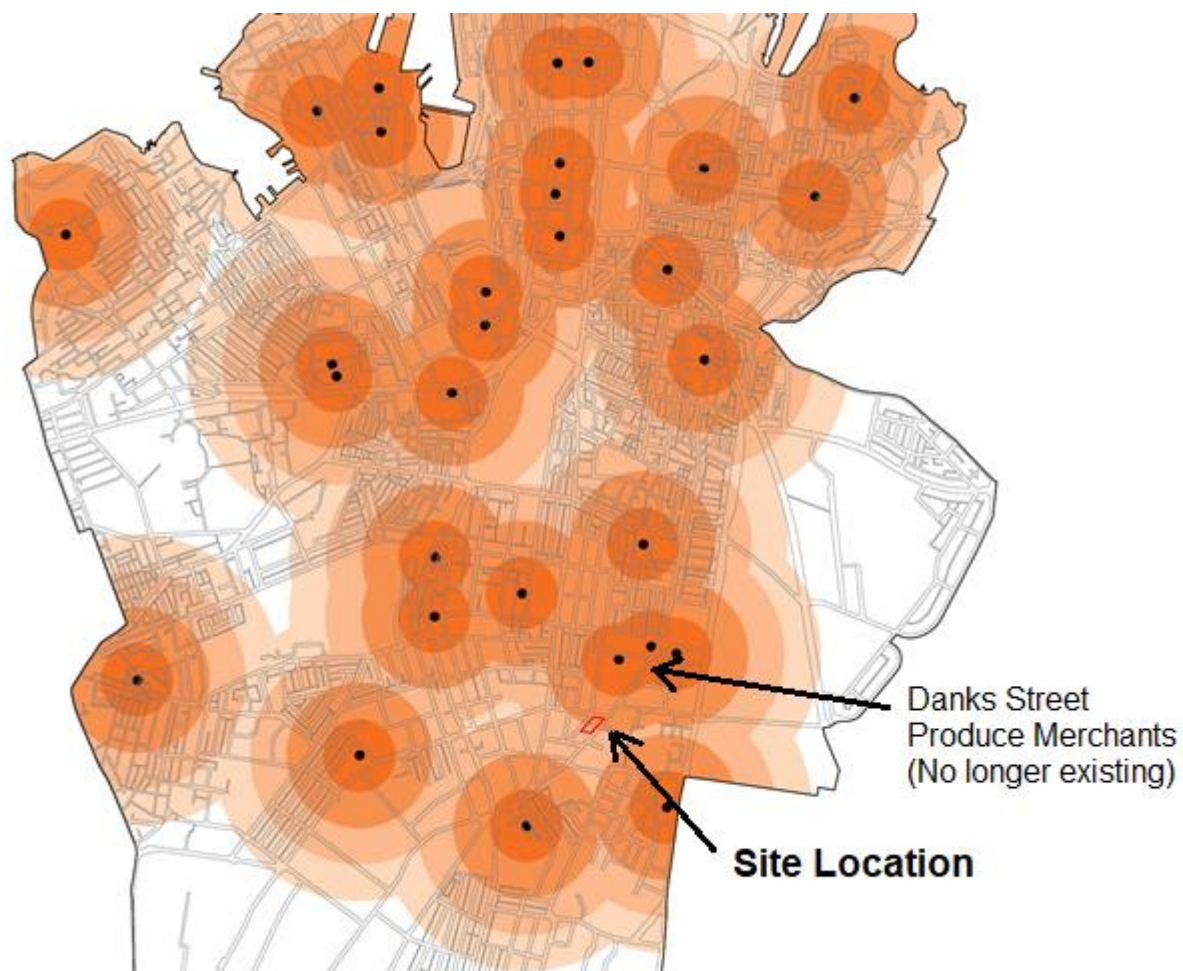 Danks Street
Produce Merchants
(No longer existing)
Site Location